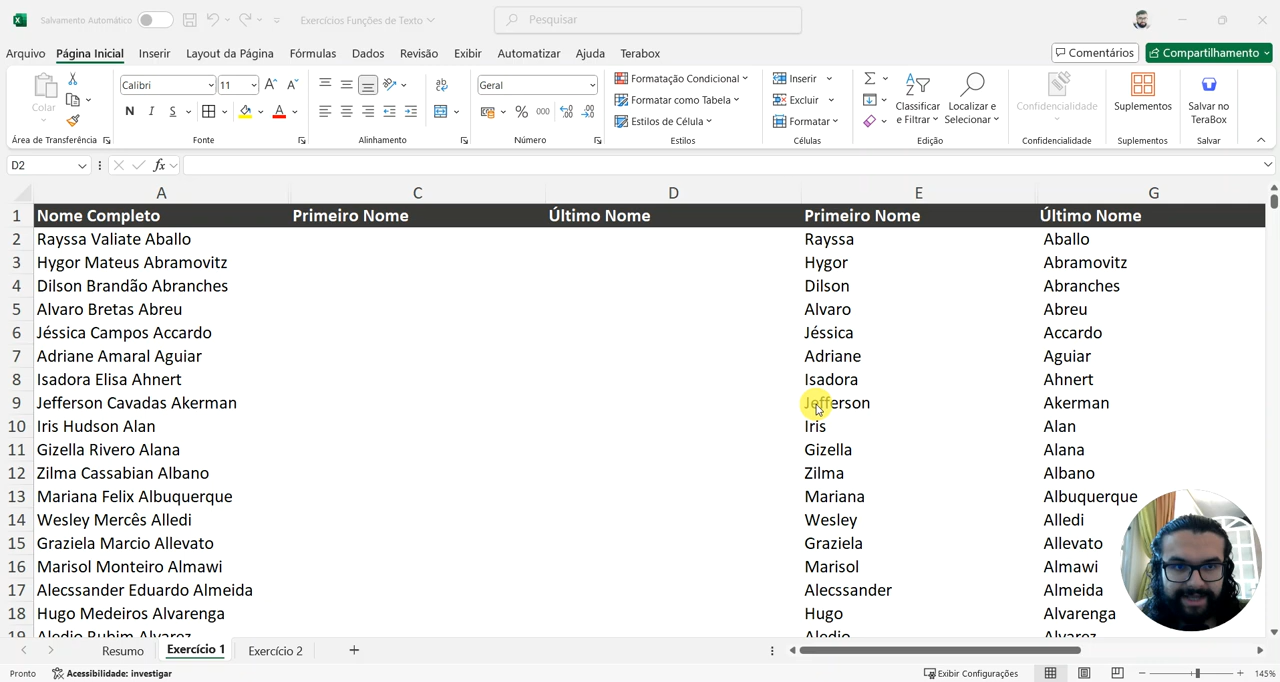 Salvamento Automático
Exercícios Funções de Texto
Pesquisar
Arquivo Página Inicial Inserir Layout da Página Fórmulas Dados Revisão Exibir Automatizar Ajuda Terabox
Comentários
Compartilhamento
Colar
Área de Transferência
Calibri
11
N I S
A A
Fonte
Alinhamento
Geral
% 000
Número
Formatação Condicional
Formatar como Tabela
Estilos de Célula
Estilos
Inserir
Excluir
Formatar
Células
Classificar e Filtrar
Localizar e Selecionar
Edição
Confidencialidade
Confidencialidade
Suplementos
Suplementos
Salvar no TeraBox
Salvar
D2
fx
A C D E G
1 Nome Completo Primeiro Nome Último Nome Primeiro Nome Último Nome
2 Rayssa Valiate Aballo Rayssa Aballo
3 Hygor Mateus Abramovitz Hygor Abramovitz
4 Dilson Brandão Abranches Dilson Abranches
5 Alvaro Bretas Abreu Alvaro Abreu
6 Jéssica Campos Accardo Jéssica Accardo
7 Adriane Amaral Aguiar Adriane Aguiar
8 Isadora Elisa Ahnert Isadora Ahnert
9 Jefferson Cavadas Akerman Jefferson Akerman
10 Iris Hudson Alan Iris Alan
11 Gizella Rivero Alana Gizella Alana
12 Zilma Cassabian Albano Zilma Albano
13 Mariana Felix Albuquerque Mariana Albuquerque
14 Wesley Mercês Alledi Wesley Alledi
15 Graziela Marcio Allevato Graziela Allevato
16 Marisol Monteiro Almawi Marisol Almawi
17 Alecssander Eduardo Almeida Alecssander Almeida
18 Hugo Medeiros Alvarenga Hugo Alvarenga
19 Aledio Rubim Alvarez Aledio Alvarez
Resumo Exercício 1 Exercício 2
Pronto
Acessibilidade: investigar
Exibir Configurações
145%